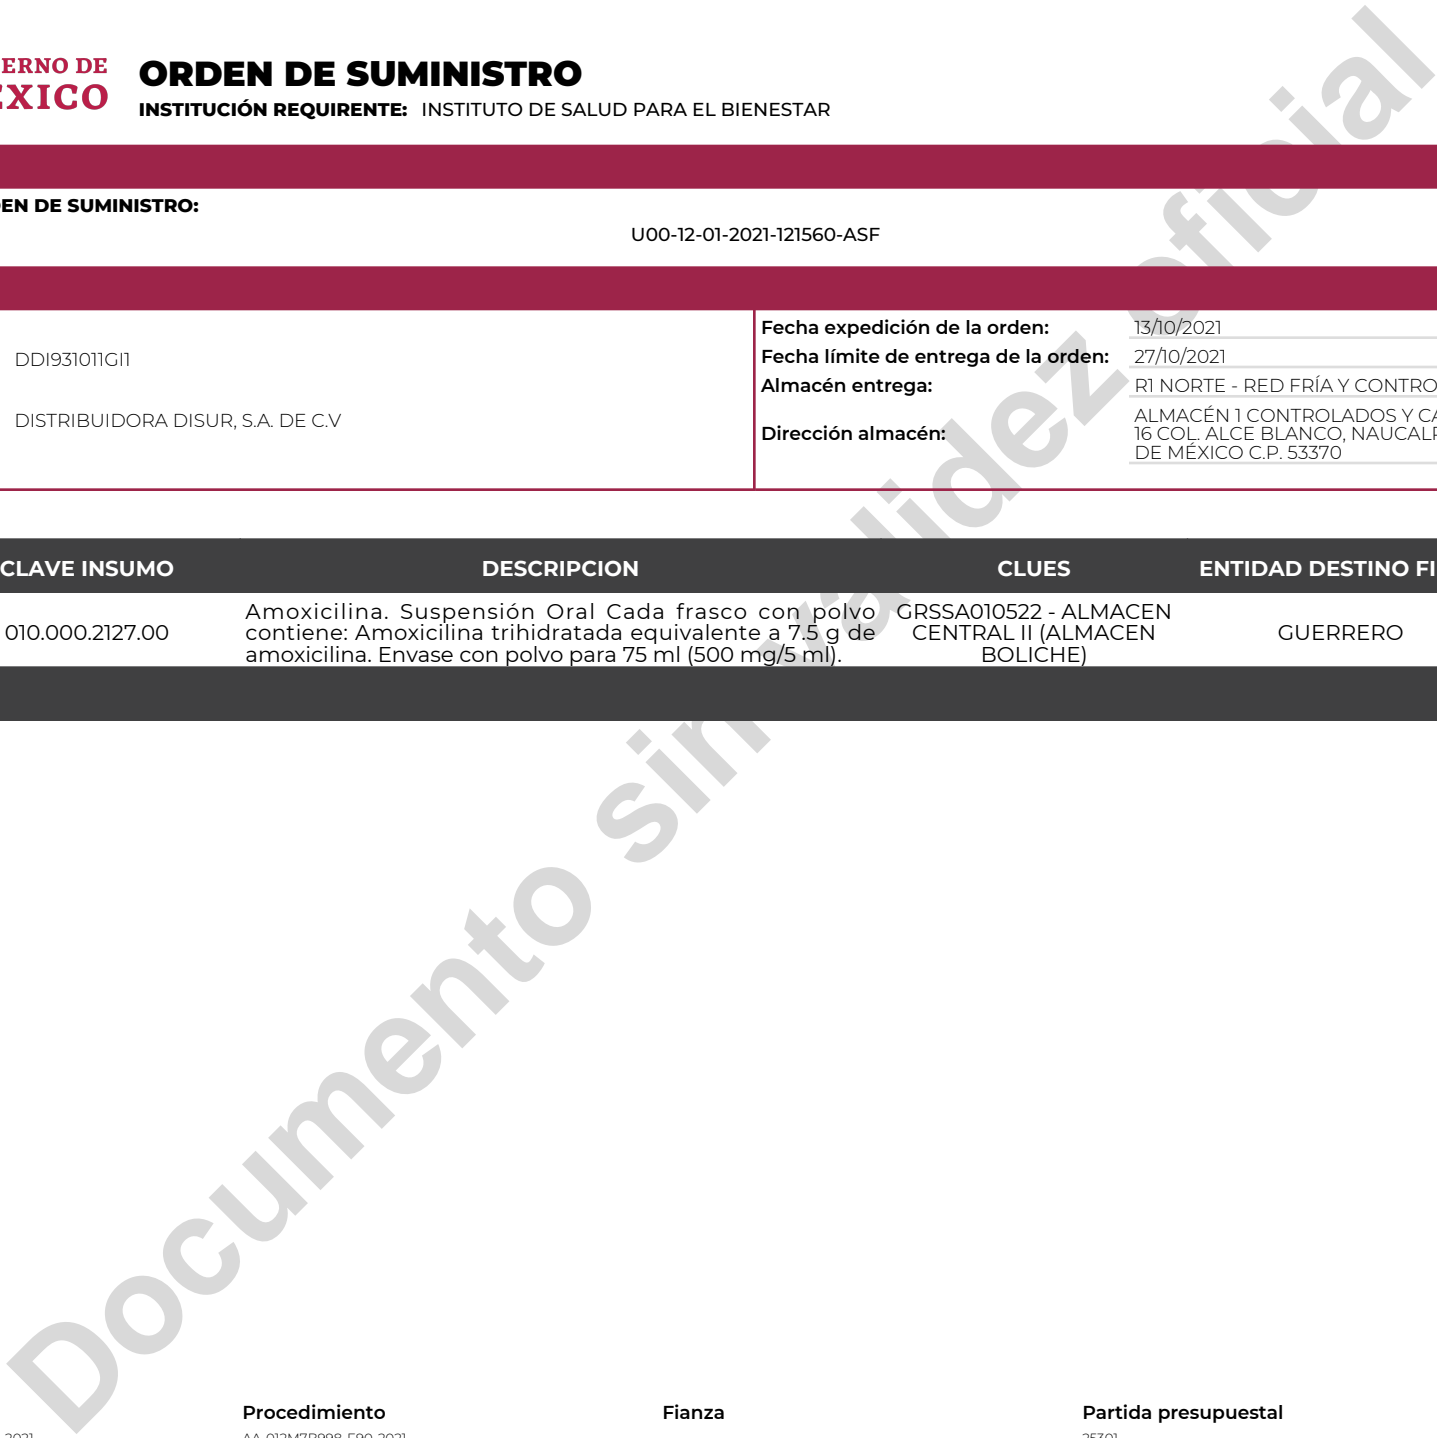 ERNO DE
EXICO
ORDEN DE SUMINISTRO
INSTITUCIÓN REQUIRENTE: INSTITUTO DE SALUD PARA EL BIENESTAR
EN DE SUMINISTRO:
U00-12-01-2021-121560-ASF
DDI931011GI1
DISTRIBUIDORA DISUR, S.A. DE C.V
Fecha expedición de la orden: 13/10/2021
Fecha límite de entrega de la orden: 27/10/2021
Almacén entrega: R1 NORTE - RED FRÍA Y CONTRO
Dirección almacén:
ALMACÉN 1 CONTROLADOS Y CA
16 COL. ALCE BLANCO, NAUCALP
DE MÉXICO C.P. 53370
CLAVE INSUMO DESCRIPCION CLUES ENTIDAD DESTINO FI
010.000.2127.00
Amoxicilina. Suspensión Oral Cada frasco con polvo
contiene: Amoxicilina trihidratada equivalente a 7.5 g de
amoxicilina. Envase con polvo para 75 ml (500 mg/5 ml).
GRSSA010522 - ALMACEN
CENTRAL II (ALMACEN
BOLICHE)
GUERRERO
Documento sin validez oficial
Procedimiento Fianza Partida presupuestal